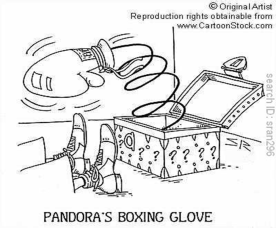 © Original Artist
Reproduction rights obtainable from
www.CartoonStock.com
search ID: sran296
? ? ? ? ? ?
PANDORA'S BOXING GLOVE